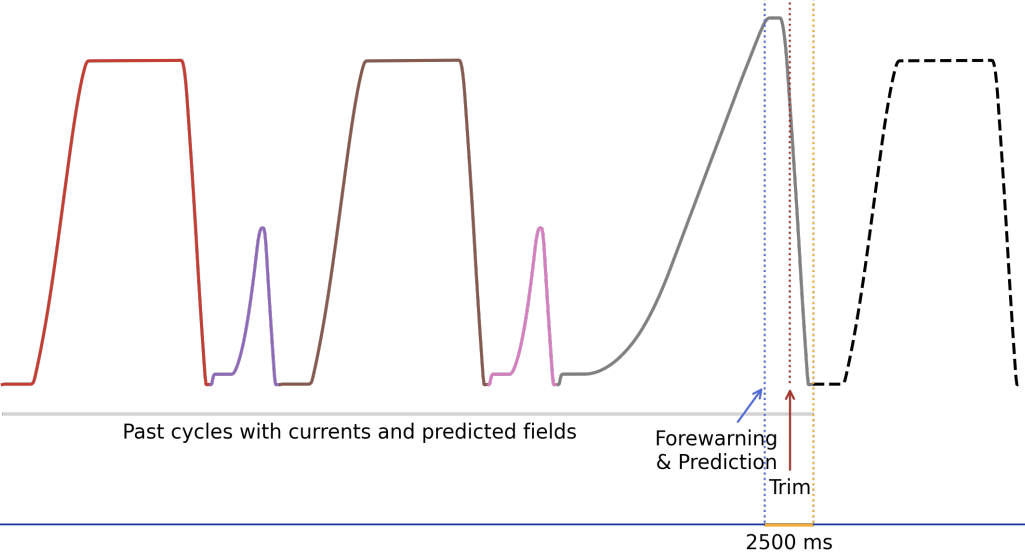 Past cycles with currents and predicted fields
Forewarning
& Prediction
Trim
2500 ms